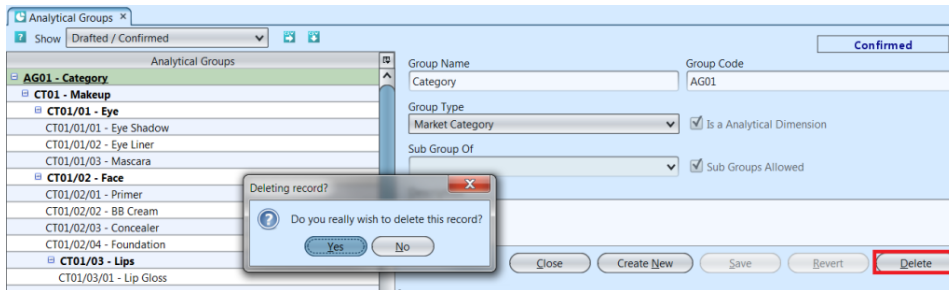 Analytical Groups ×
? Show Drafted / Confirmed
Confirmed
Analytical Groups
AG01 - Category
CT01 - Makeup
CT01/01 - Eye
CT01/01/01 - Eye Shadow
CT01/01/02 - Eye Liner
CT01/01/03 - Mascara
CT01/02 - Face
CT01/02/01 - Primer
CT01/02/02 - BB Cream
CT01/02/03 - Concealer
CT01/02/04 - Foundation
CT01/03 - Lips
CT01/03/01 - Lip Gloss
Group Name
Group Code
Category
AG01
Group Type
Market Category
Is a Analytical Dimension
Sub Group Of
Sub Groups Allowed
Deleting record?
Do you really wish to delete this record?
Yes No
Close Create New Save Revert Delete